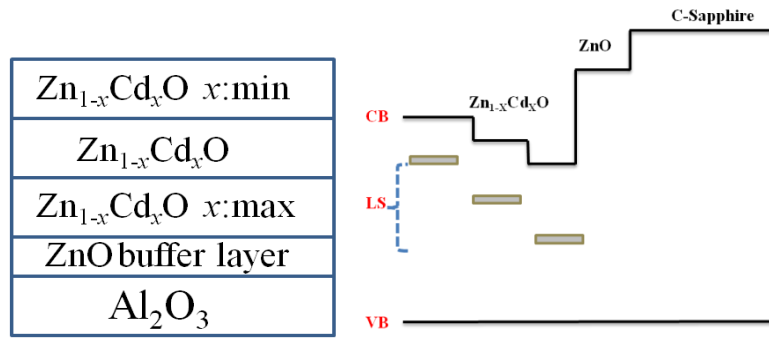 Zn₁₋ₓCdₓO x:min
Zn₁₋ₓCdₓO
Zn₁₋ₓCdₓO x:max
ZnO buffer layer
Al₂O₃
C-Sapphire
ZnO
Zn₁₋ₓCdₓO
CB
LS
VB